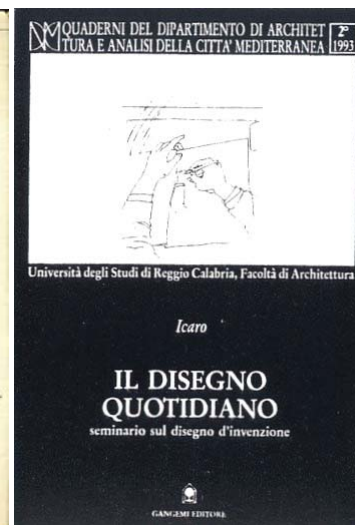 QUADERNI DEL DIPARTIMENTO DI ARCHITET
TURA E ANALISI DELLA CITTA' MEDITERRANEA
2º
1993
Università degli Studi di Reggio Calabria, Facoltà di Architettura
Icaro
IL DISEGNO
QUOTIDIANO
seminario sul disegno d'invenzione
GANGEMI EDITORE